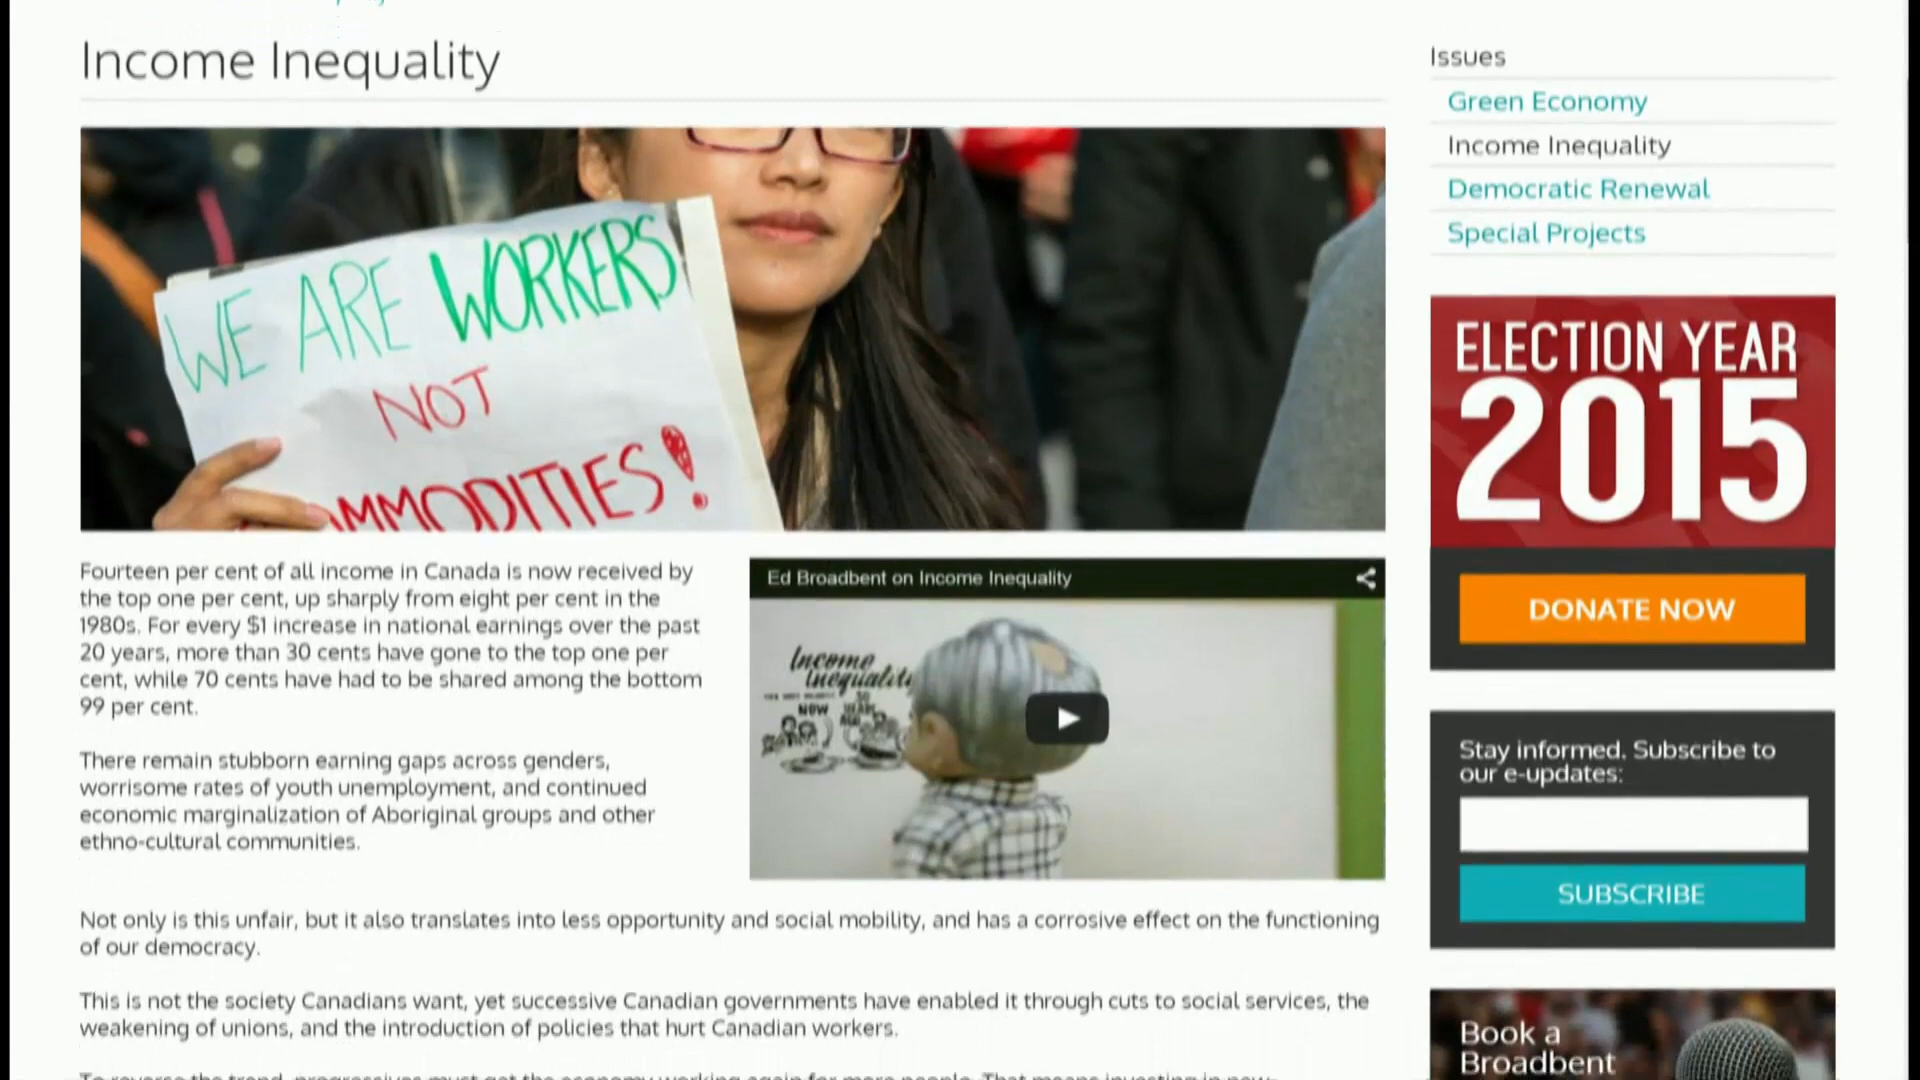 Income Inequality
WE ARE WORKERS
NOT
MMODITIES!
Fourteen per cent of all income in Canada is now received by
the top one per cent, up sharply from eight per cent in the
1980s. For every $1 increase in national earnings over the past
20 years, more than 30 cents have gone to the top one per
cent, while 70 cents have had to be shared among the bottom
99 per cent.
There remain stubborn earning gaps across genders,
worrisome rates of youth unemployment, and continued
economic marginalization of Aboriginal groups and other
ethno-cultural communities.
Ed Broadbent on Income Inequality
Income
Inequality
NOW
Not only is this unfair, but it also translates into less opportunity and social mobility, and has a corrosive effect on the functioning
of our democracy.
This is not the society Canadians want, yet successive Canadian governments have enabled it through cuts to social services, the
weakening of unions, and the introduction of policies that hurt Canadian workers.
Issues
Green Economy
Income Inequality
Democratic Renewal
Special Projects
ELECTION YEAR
2015
DONATE NOW
Stay informed. Subscribe to
our e-updates:
SUBSCRIBE
Book a
Broadbent